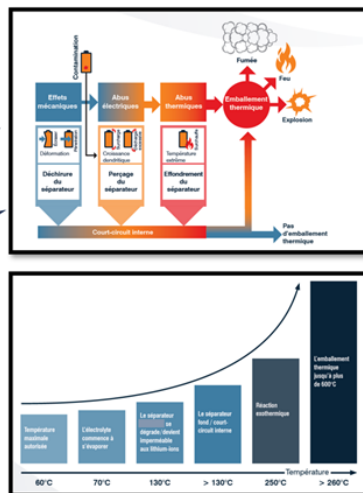 Contamination
Fumée
Feu
Explosion
Effets
mécaniques
Abus
électriques
Abus
thermiques
Emballement
thermique
Déformation
Pénétration
Croissance
dendritique
Température
extrême
Déchirure
du
séparateur
Perçage
du
séparateur
Effondrement
du
séparateur
Court-circuit interne
Pas
d'emballement
thermique
Température
maximale
autorisée
L'électrolyte
commence à
s'évaporer
Le séparateur
se
dégrade/devient
imperméable
aux lithium-ions
Le séparateur
fond / court-
circuit interne
Réaction
exothermique
L'emballement
thermique
jusqu'à plus
de 600°C
Température
60°C
70°C
130°C
> 130°C
250°C
> 260°C